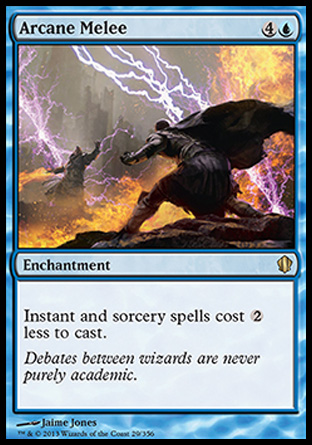 Arcane Melee 4
Enchantment
Instant and sorcery spells cost 2
less to cast.
Debates between wizards are never
purely academic.
Jaime Jones
™ & © 2013 Wizards of the Coast 29/356